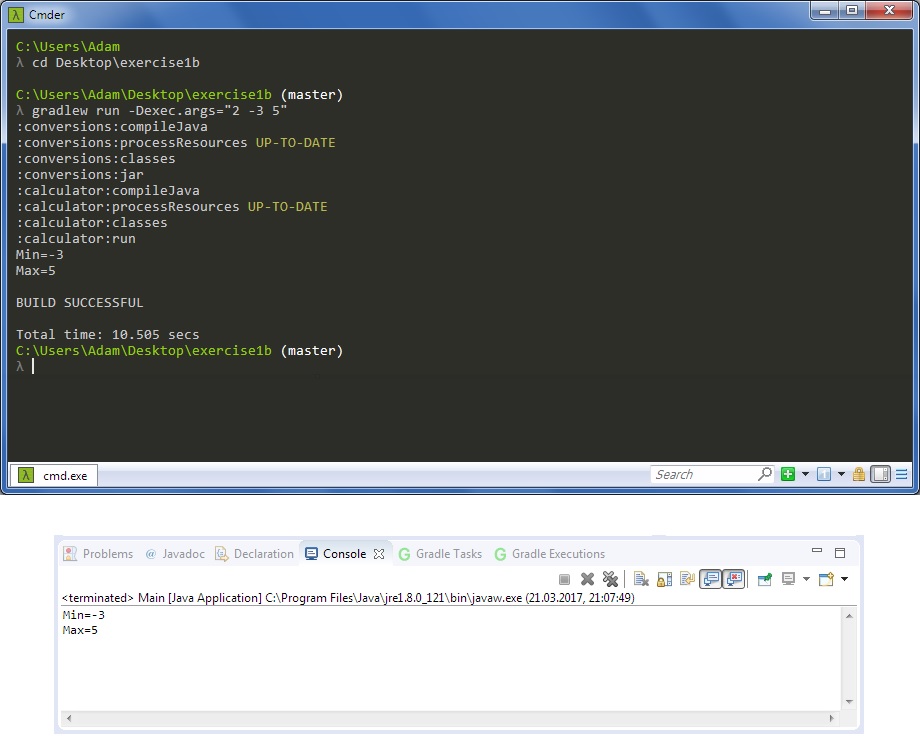 Cmder
C:\Users\Adam
λ cd Desktop\exercise1b
C:\Users\Adam\Desktop\exercise1b (master)
λ gradlew run -Dexec.args="2 -3 5"
:conversions:compileJava
:conversions:processResources UP-TO-DATE
:conversions:classes
:conversions:jar
:calculator:compileJava
:calculator:processResources UP-TO-DATE
:calculator:classes
:calculator:run
Min=-3
Max=5
BUILD SUCCESSFUL
Total time: 10.505 secs
C:\Users\Adam\Desktop\exercise1b (master)
λ
λ cmd.exe
Search
Problems @ Javadoc Declaration Console Gradle Tasks Gradle Executions
<terminated> Main [Java Application] C:\Program Files\Java\jre1.8.0_121\bin\javaw.exe (21.03.2017, 21:07:49)
Min=-3
Max=5